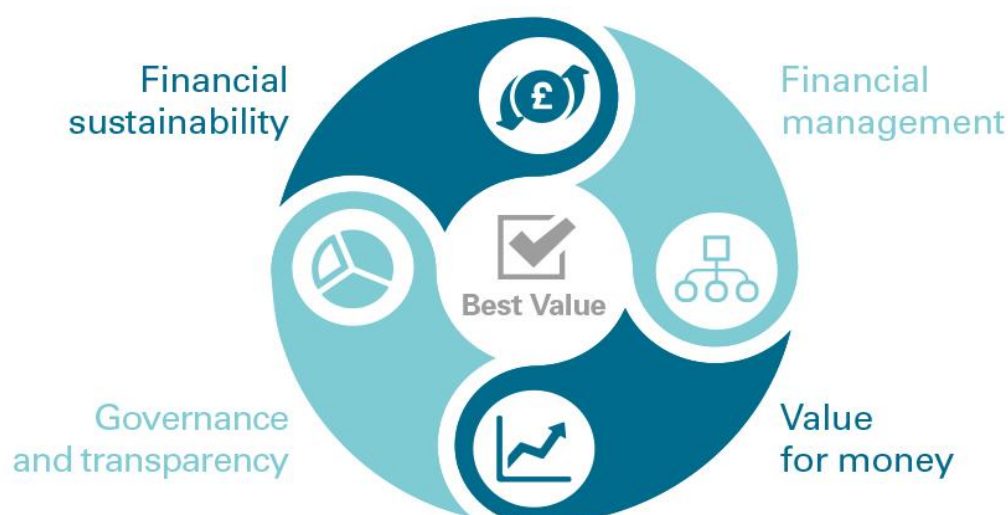 Financial
sustainability
£
Financial
management
Best Value
Governance
and transparency
Value
for money